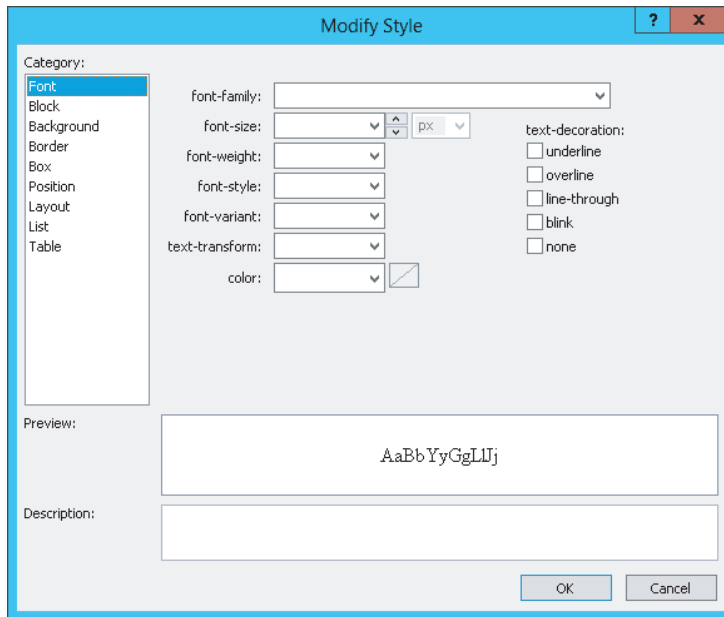 Modify Style
?
x
Category:
Font
Block
Background
Border
Box
Position
Layout
List
Table
font-family:
font-size:
px
font-weight:
font-style:
font-variant:
text-transform:
color:
text-decoration:
underline
overline
line-through
blink
none
Preview:
AaBbYyGgLlJj
Description:
OK
Cancel